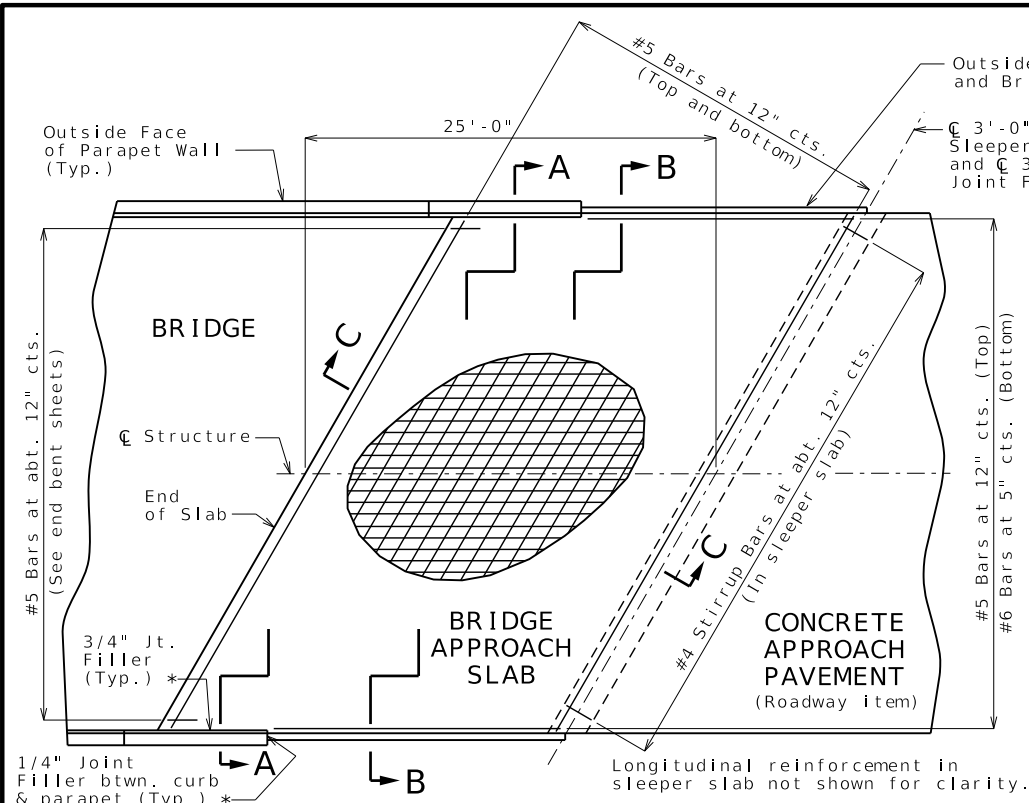 #5 Bars at 12" cts.
(Top and bottom)
Outside
and Br
25'-0"
Outside Face
of Parapet Wall
(Typ.)
℄ 3'-0"
Sleeper
and ℄ 3
Joint F
A
B
BRIDGE
C
#5 Bars at abt. 12" cts.
(See end bent sheets)
℄ Structure
End
of Slab
#4 Stirrup Bars at abt. 12" cts.
(In sleeper slab)
#5 Bars at 12" cts. (Top)
#6 Bars at 5" cts. (Bottom)
C
BRIDGE
APPROACH
SLAB
CONCRETE
APPROACH
PAVEMENT
(Roadway item)
3/4" Jt.
Filler
(Typ.) *
A
B
1/4" Joint
Filler btwn. curb
& parapet (Typ.) *
Longitudinal reinforcement in
sleeper slab not shown for clarity.